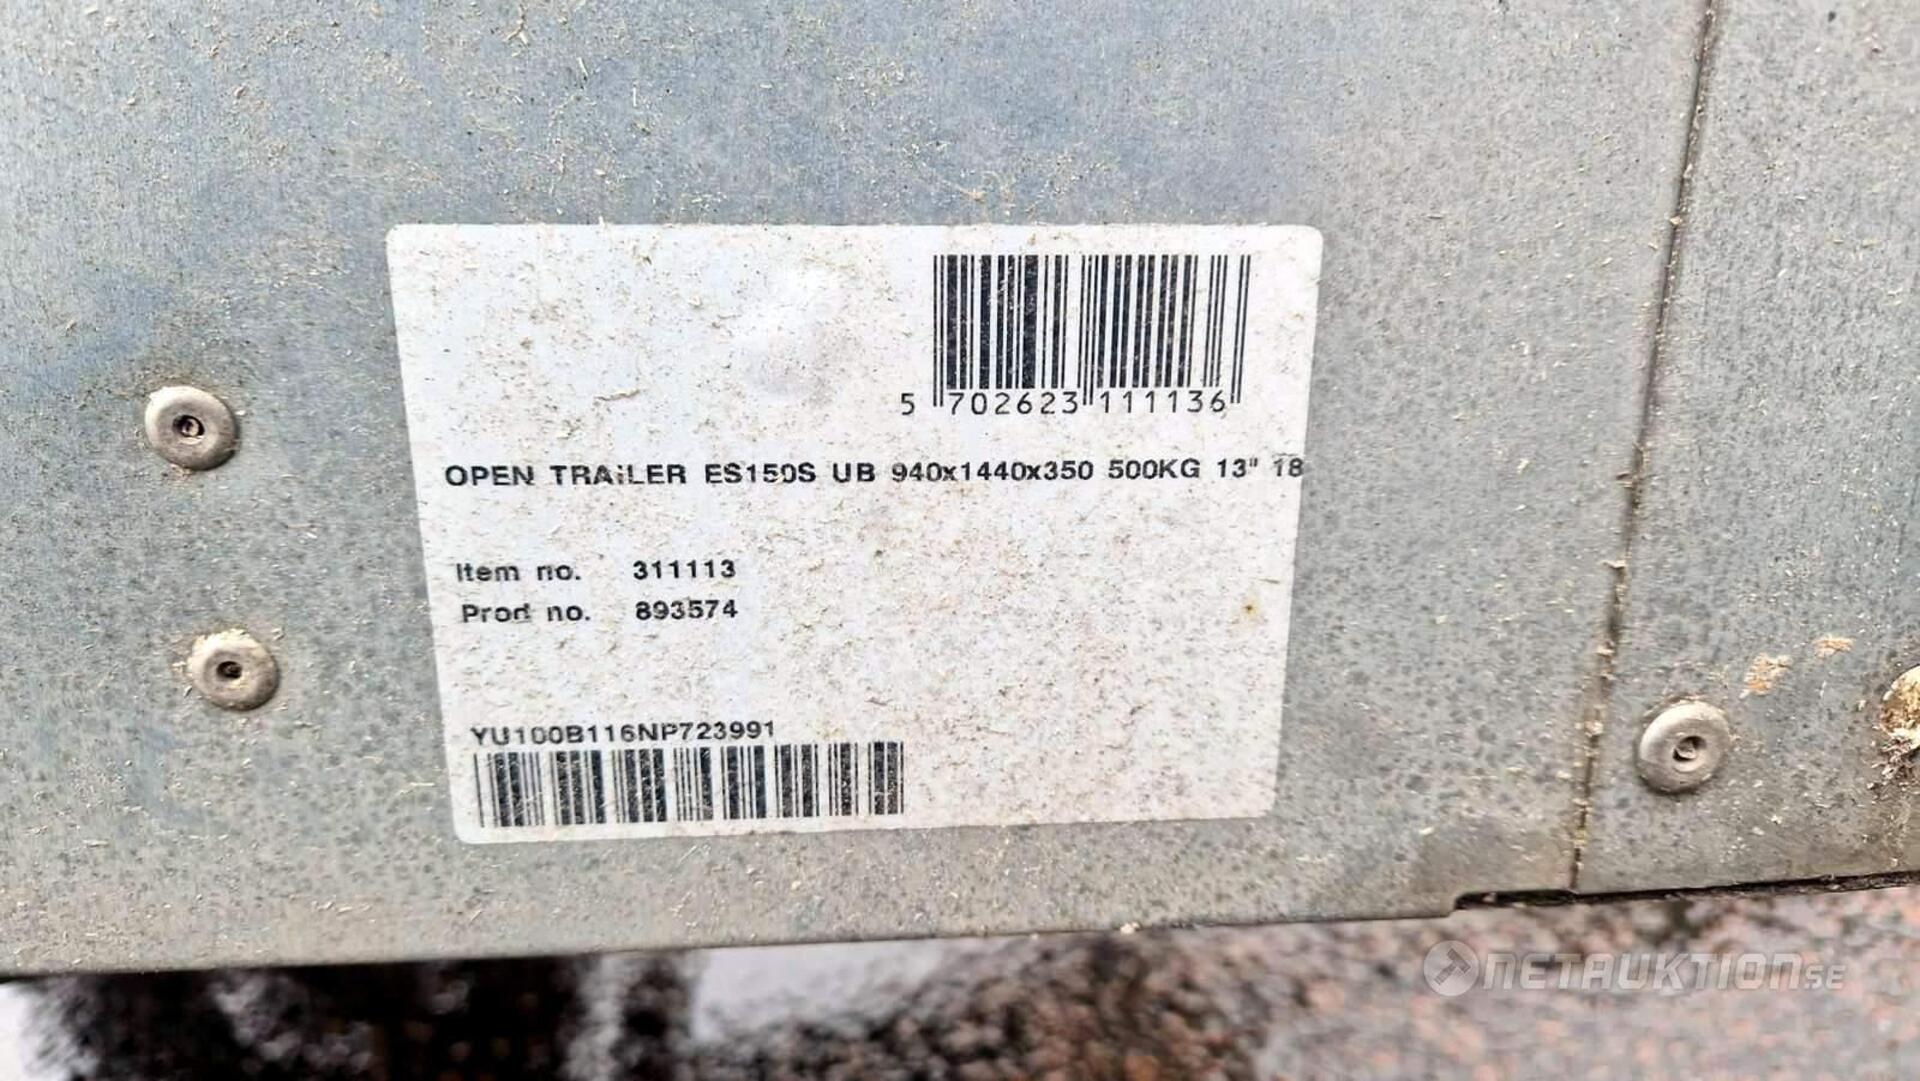 5 702623 111136
OPEN TRAILER ES150S UB 940x1440x350 500KG 13" 18
Item no. 311113
Prod no. 893574
YU100B116NP723991
NETAUKTION.SE